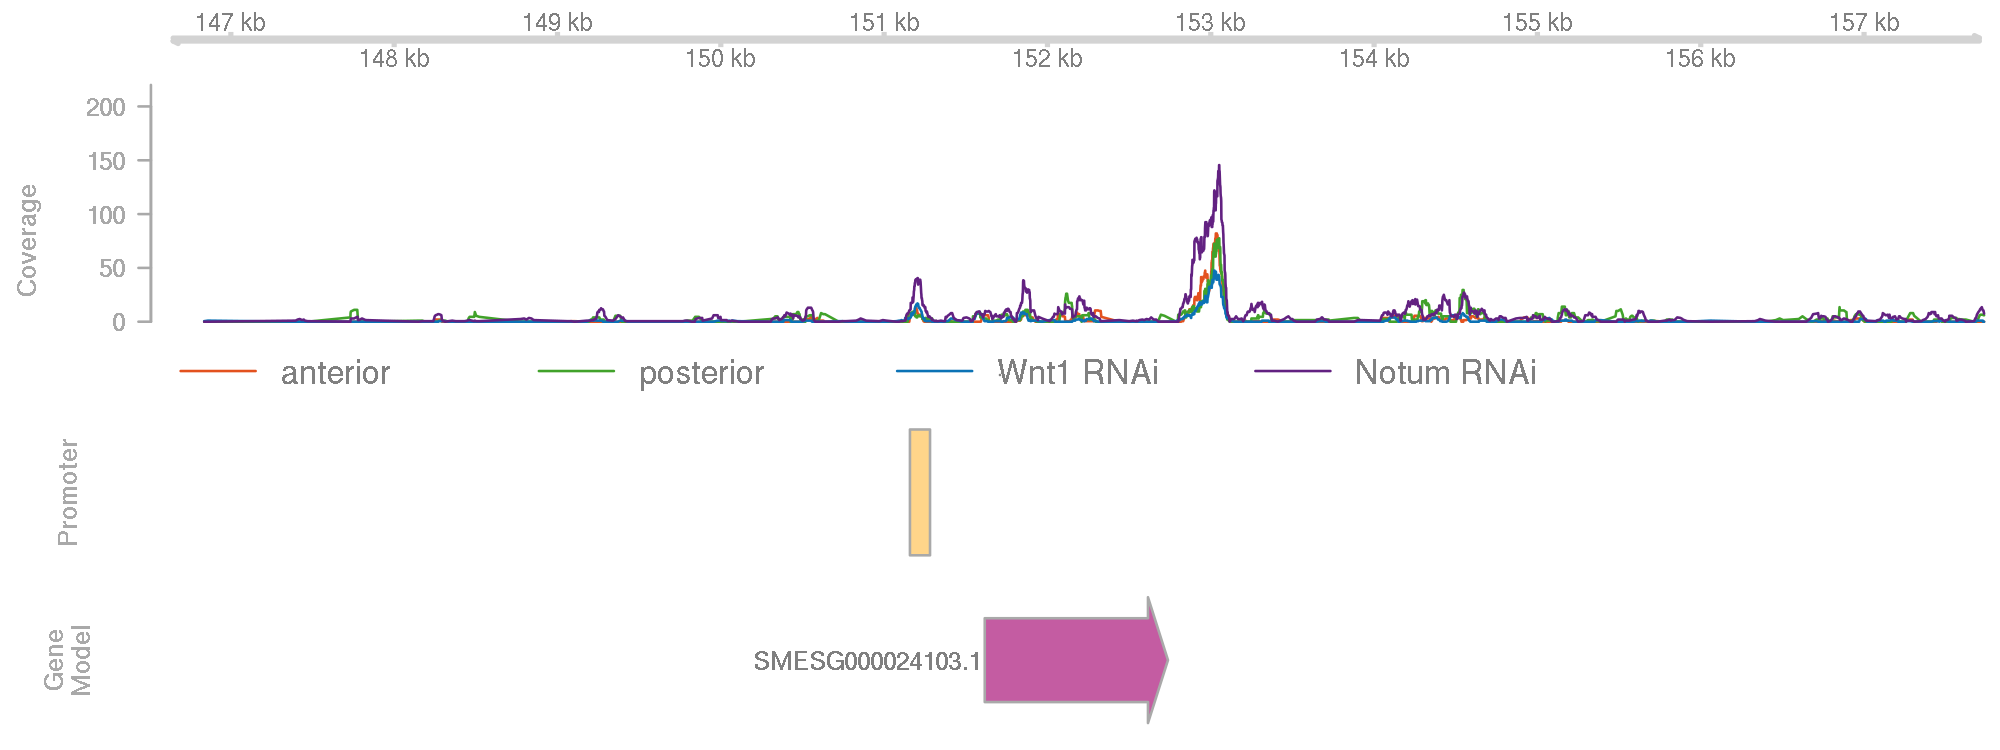 147 kb 149 kb 151 kb 153 kb 155 kb 157 kb
148 kb 150 kb 152 kb 154 kb 156 kb
Coverage
200
150
100
50
0
anterior posterior Wnt1 RNAi Notum RNAi
Promoter
Gene
Model
SMESG000024103.1